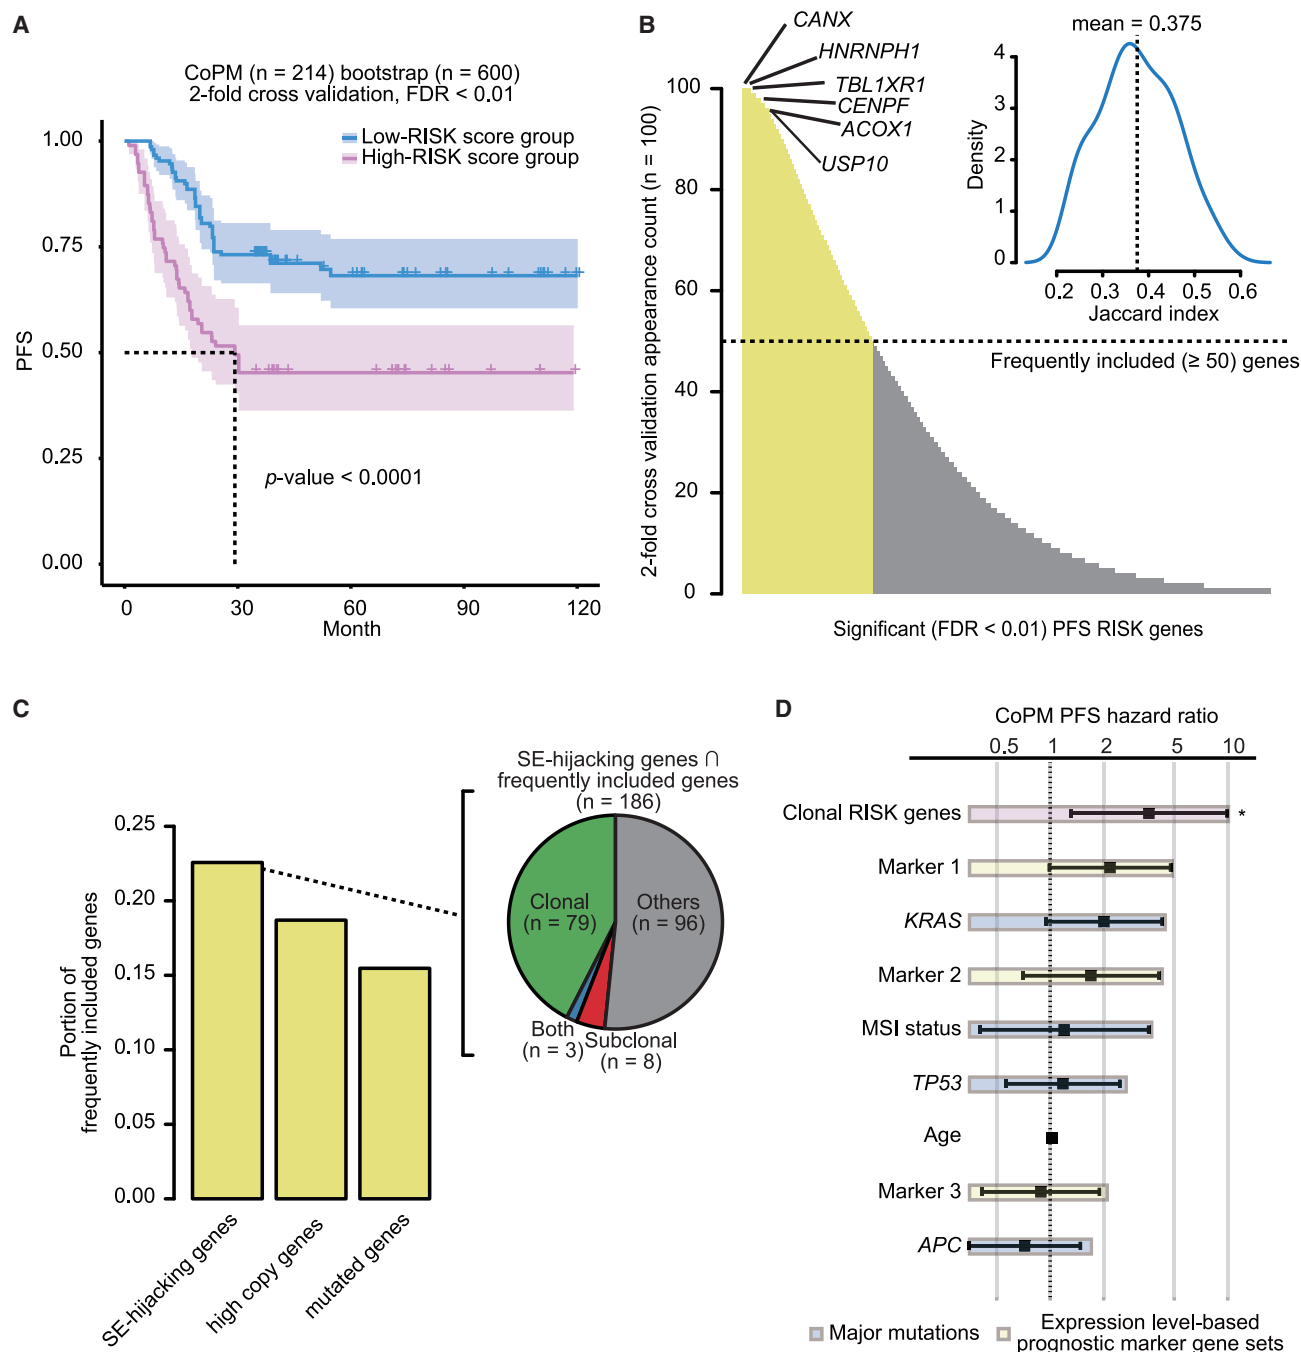 A
CoPM (n = 214) bootstrap (n = 600)
2-fold cross validation, FDR < 0.01
Low-RISK score group
High-RISK score group
1.00
0.75
0.50
0.25
0.00
PFS
p-value < 0.0001
0 30 60 90 120
Month
B
CANX
HNRNPH1
TBL1XR1
CENPF
ACOX1
USP10
100
80
60
40
20
0
2-fold cross validation appearance count (n = 100)
mean = 0.375
4
3
2
1
0
Density
0.2 0.3 0.4 0.5 0.6
Jaccard index
Frequently included (≥ 50) genes
Significant (FDR < 0.01) PFS RISK genes
C
0.25
0.20
0.15
0.10
0.05
0.00
Portion of
frequently included genes
SE-hijacking genes
high copy genes
mutated genes
SE-hijacking genes ∩
frequently included genes
(n = 186)
Clonal
(n = 79)
Others
(n = 96)
Both
(n = 3)
Subclonal
(n = 8)
D
CoPM PFS hazard ratio
0.5 1 2 5 10
Clonal RISK genes
*
Marker 1
KRAS
Marker 2
MSI status
TP53
Age
Marker 3
APC
Major mutations
Expression level-based
prognostic marker gene sets